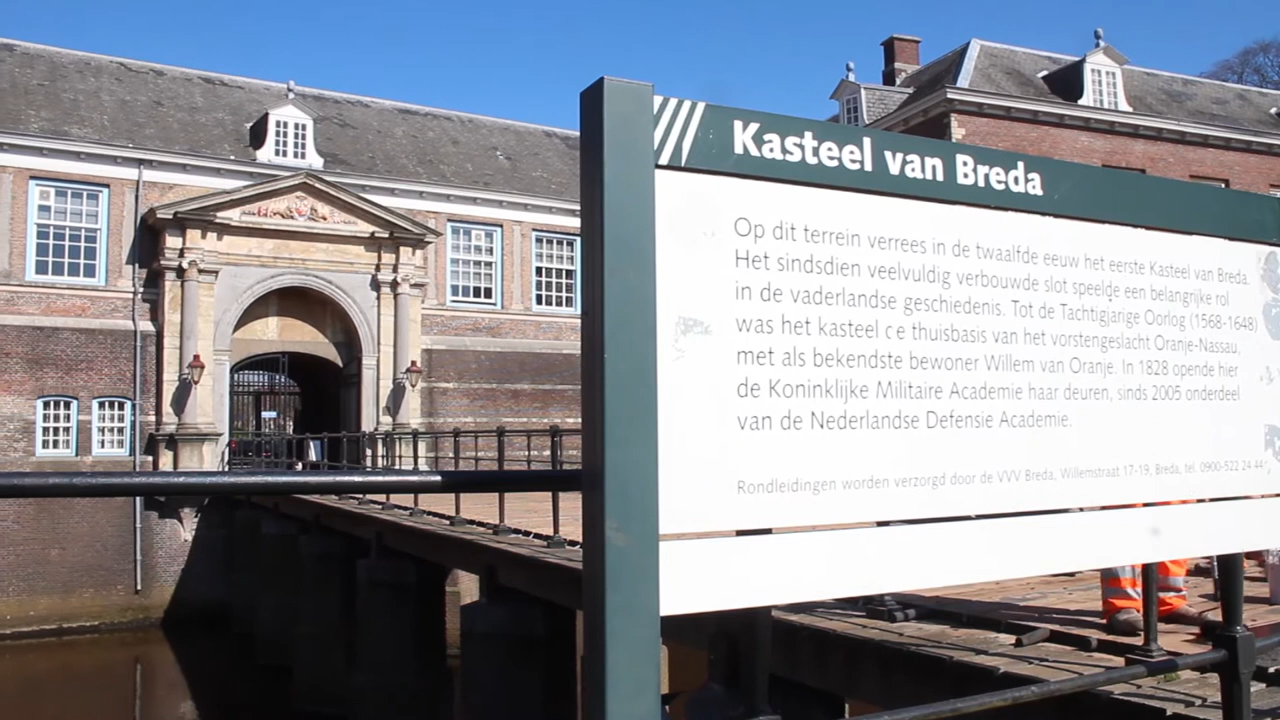 Kasteel van Breda
Op dit terrein verrees in de twaalfde eeuw het eerste Kasteel van Breda.
Het sindsdien veelvuldig verbouwde slot speelde een belangrijke rol
in de vaderlandse geschiedenis. Tot de Tachtigjarige Oorlog (1568-1648)
was het kasteel de thuisbasis van het vorstengeslacht Oranje-Nassau,
met als bekendste bewoner Willem van Oranje. In 1828 opende hier
de Koninklijke Militaire Academie haar deuren, sinds 2005 onderdeel
van de Nederlandse Defensie Academie.
Rondleidingen worden verzorgd door de VVV Breda, Willemstraat 17-19, Breda, tel. 0900-522 24 44